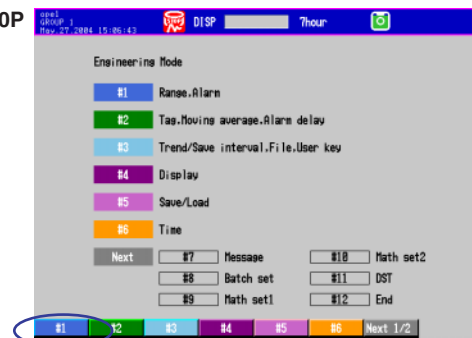 0P
opel
GROUP 1
May.27.2004 15:06:43
DISP
7hour
Engineering Mode
#1 Range.Alarm
#2 Tag.Moving average.Alarm delay
#3 Trend/Save interval.File.User key
#4 Display
#5 Save/Load
#6 Time
Next #7 Message #10 Math set2
#8 Batch set #11 DST
#9 Math set1 #12 End
#1 #2 #3 #4 #5 #6 Next 1/2